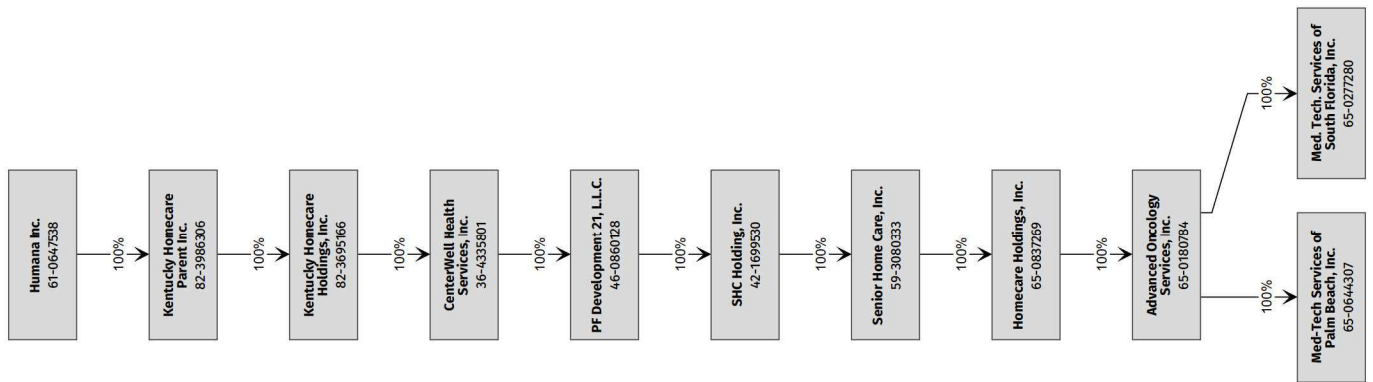 Humana Inc.
61-0647538
100%
Kentucky Homecare
Parent Inc.
82-3986306
100%
Kentucky Homecare
Holdings, Inc.
82-3695166
100%
CenterWell Health
Services, Inc.
36-4335801
100%
PF Development 21, L.L.C.
46-0860128
100%
SHC Holding, Inc.
42-1699530
100%
Senior Home Care, Inc.
59-3080333
100%
Homecare Holdings, Inc.
65-0837269
100%
Advanced Oncology
Services, Inc.
65-0180784
100%
100%
Med-Tech Services of
Palm Beach, Inc.
65-0644307
Med. Tech. Services of
South Florida, Inc.
65-0277280